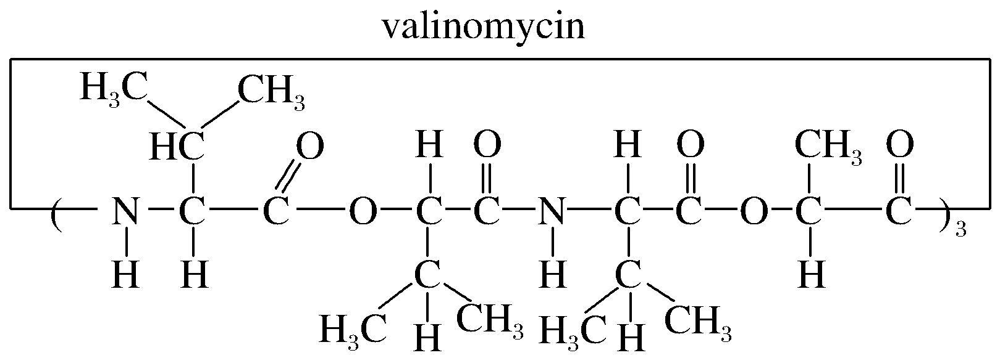 valinomycin
H₃C CH₃
HC O H O H O CH₃ O
( N C C O C C N C C O C C )₃
H H C H C H
H₃C H CH₃ H₃C H CH₃